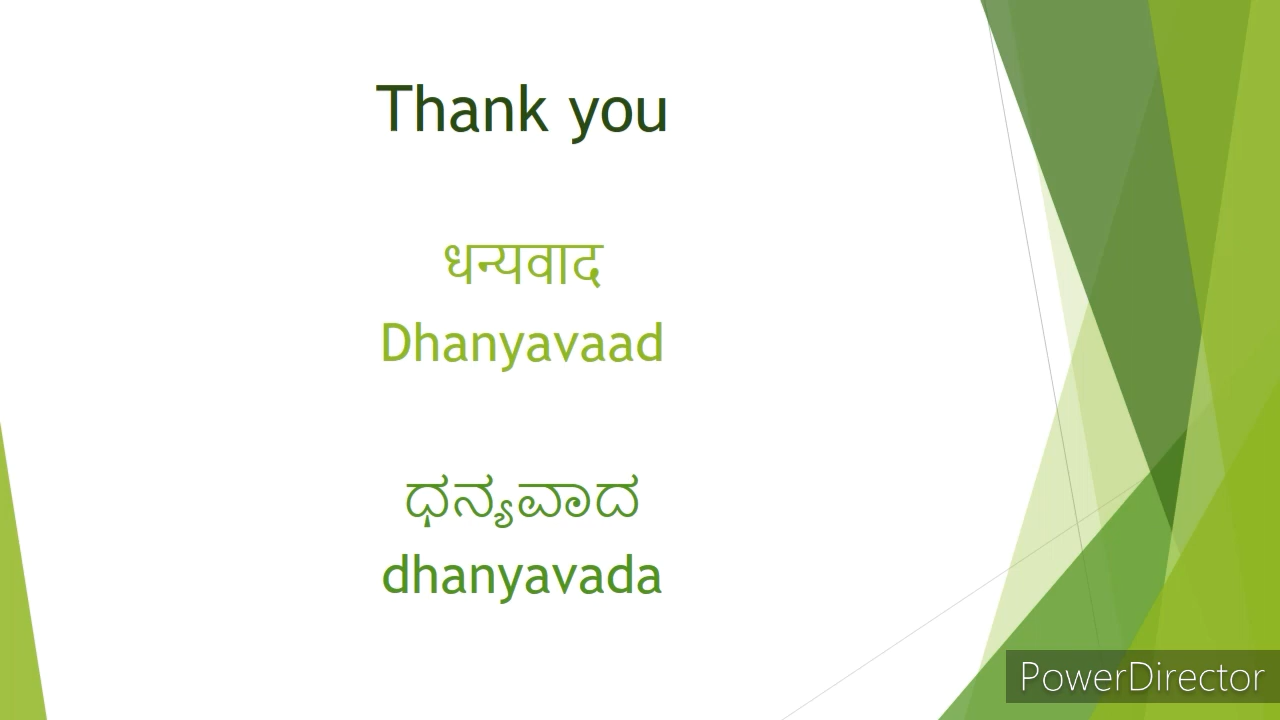 Thank you
धन्यवाद
Dhanyavaad
ಧನ್ಯವಾದ
dhanyavada
PowerDirector